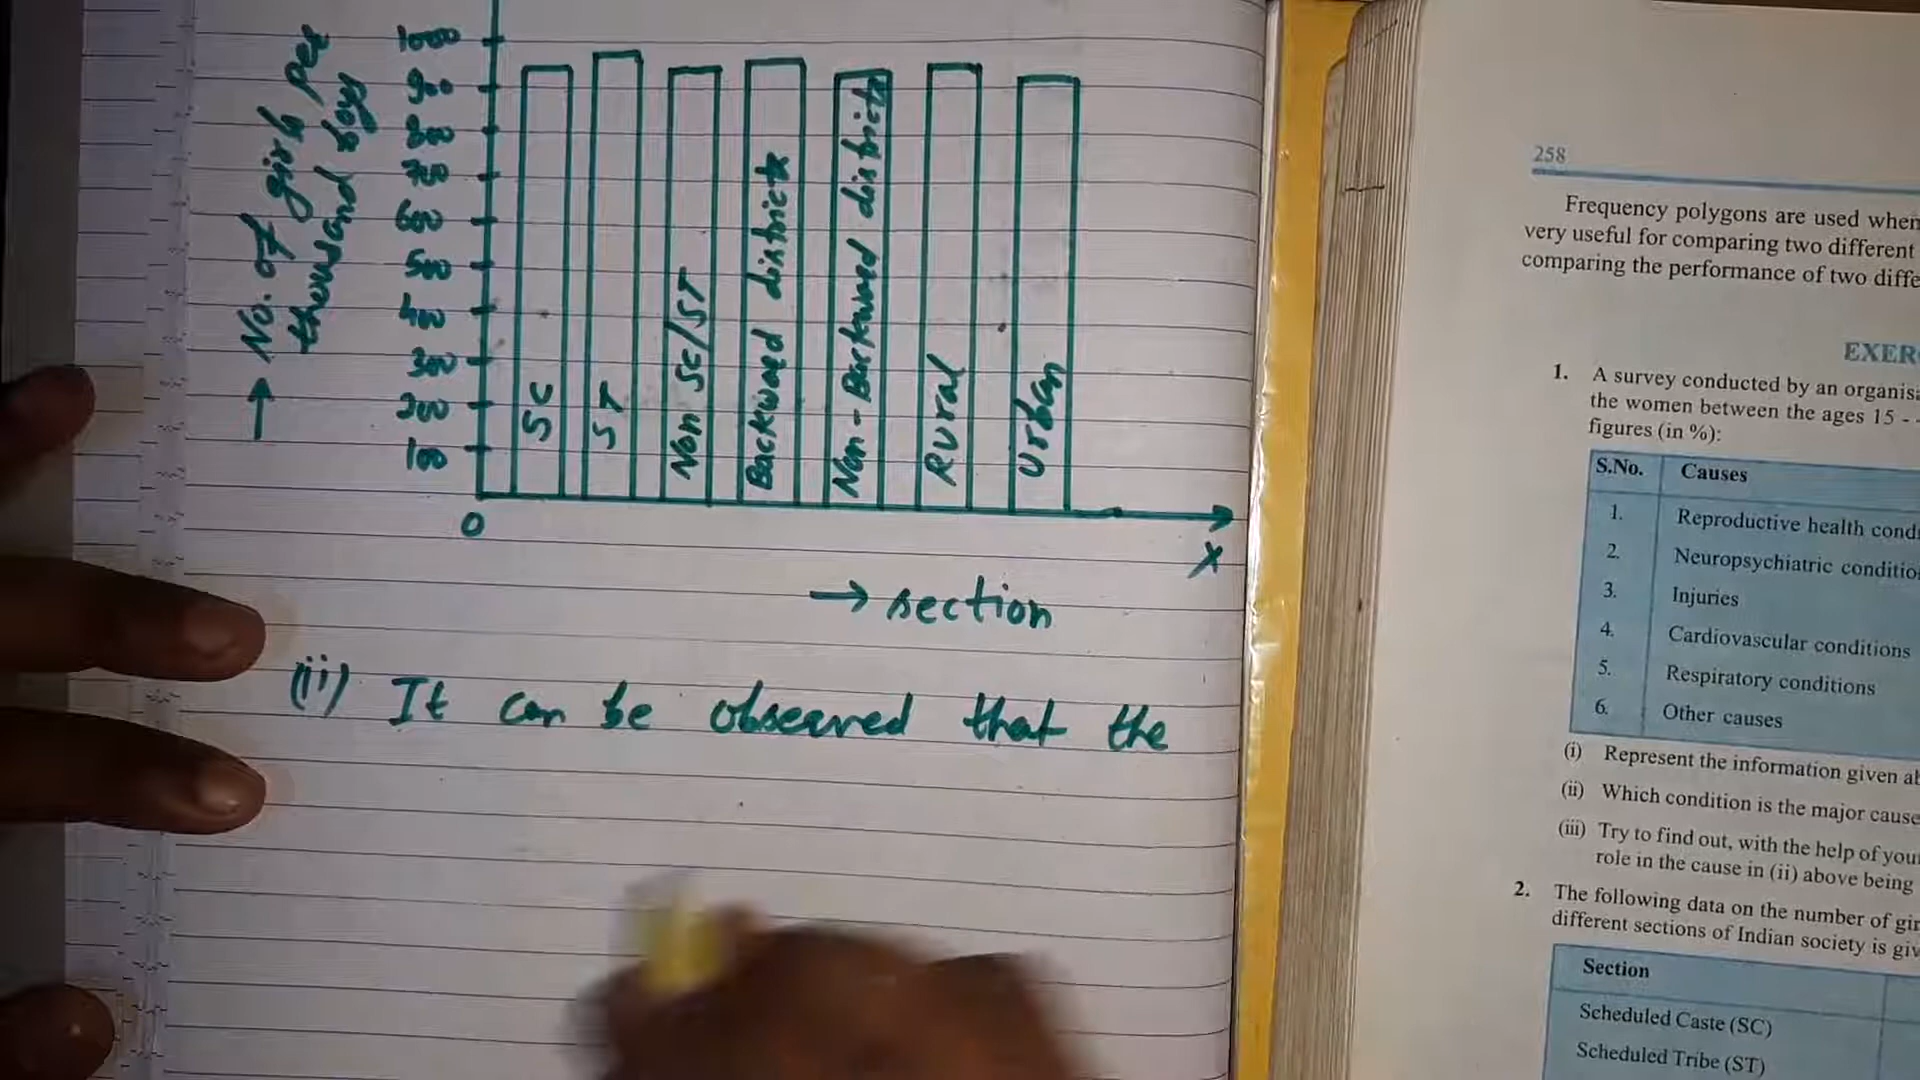 → No. of girls per
thousand boys
1000
900
800
700
600
500
400
300
200
100
0
SC
ST
Non SC/ST
Backward districts
Non-Backward districts
Rural
Urban
X
→ section
(ii) It can be observed that the
258
Frequency polygons are used when
very useful for comparing two different
comparing the performance of two diffe
EXER
1. A survey conducted by an organisa
the women between the ages 15 -
figures (in %):
S.No. Causes
1. Reproductive health cond
2. Neuropsychiatric conditio
3. Injuries
4. Cardiovascular conditions
5. Respiratory conditions
6. Other causes
(i) Represent the information given ab
(ii) Which condition is the major cause
(iii) Try to find out, with the help of you
role in the cause in (ii) above being
2. The following data on the number of gir
different sections of Indian society is giv
Section
Scheduled Caste (SC)
Scheduled Tribe (ST)